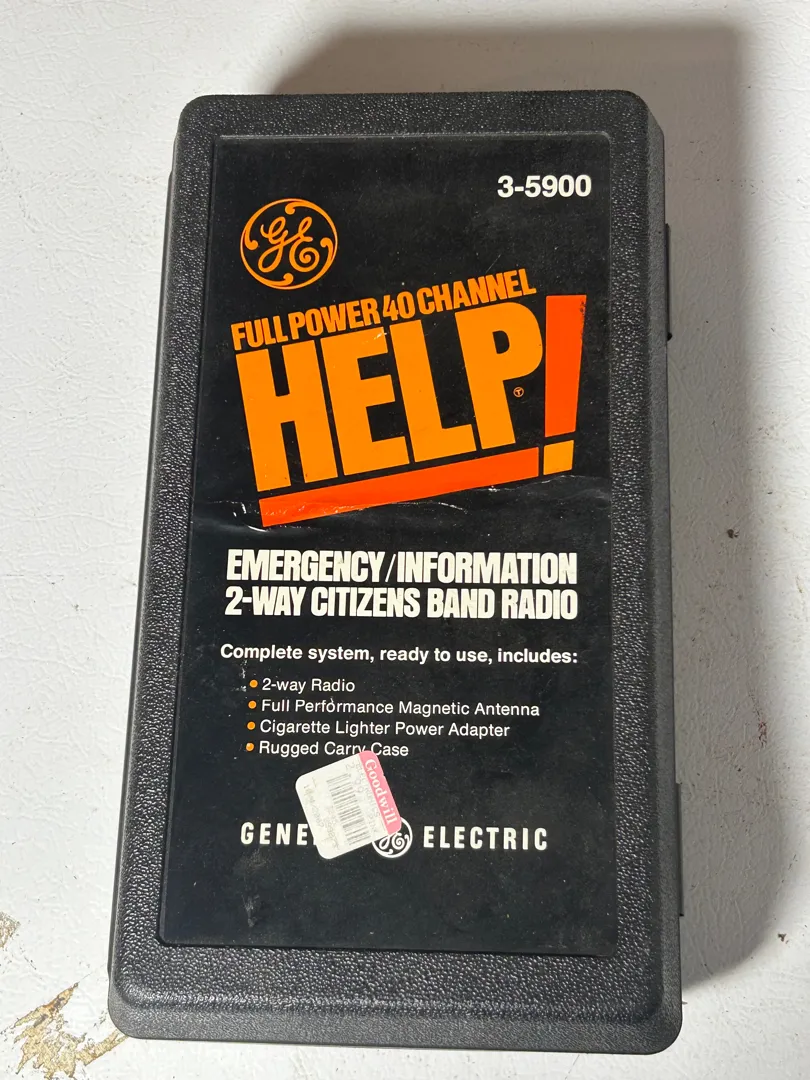 3-5900
GE
FULL POWER 40 CHANNEL
HELP!
EMERGENCY/INFORMATION
2-WAY CITIZENS BAND RADIO
Complete system, ready to use, includes:
• 2-way Radio
• Full Performance Magnetic Antenna
• Cigarette Lighter Power Adapter
• Rugged Carry Case
Goodwill
GENE GE ELECTRIC